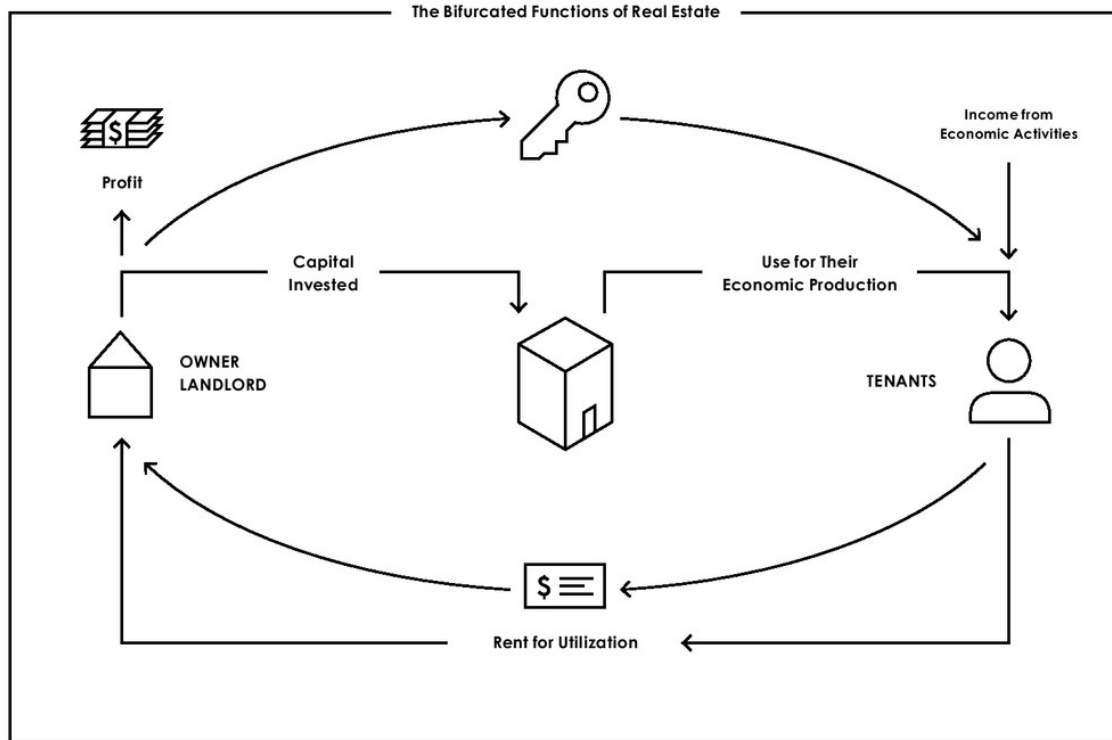 The Bifurcated Functions of Real Estate
$
Profit
Income from
Economic Activities
Capital
Invested
Use for Their
Economic Production
OWNER
LANDLORD
TENANTS
$
Rent for Utilization